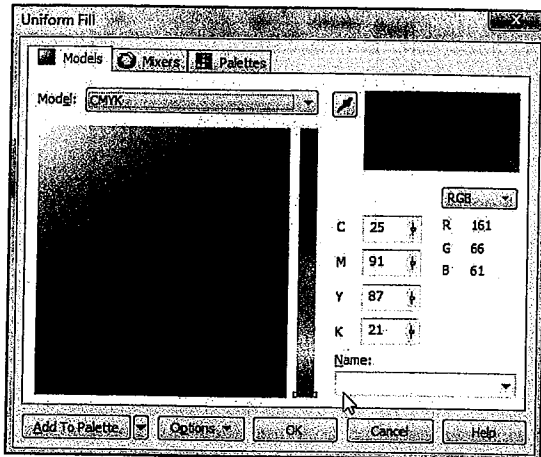 Uniform Fill
Models Mixers Palettes
Model: CMYK
RGB
C 25 R 161
M 91 G 66
Y 87 B 61
K 21
Name:
Add To Palette Options OK Cancel Help